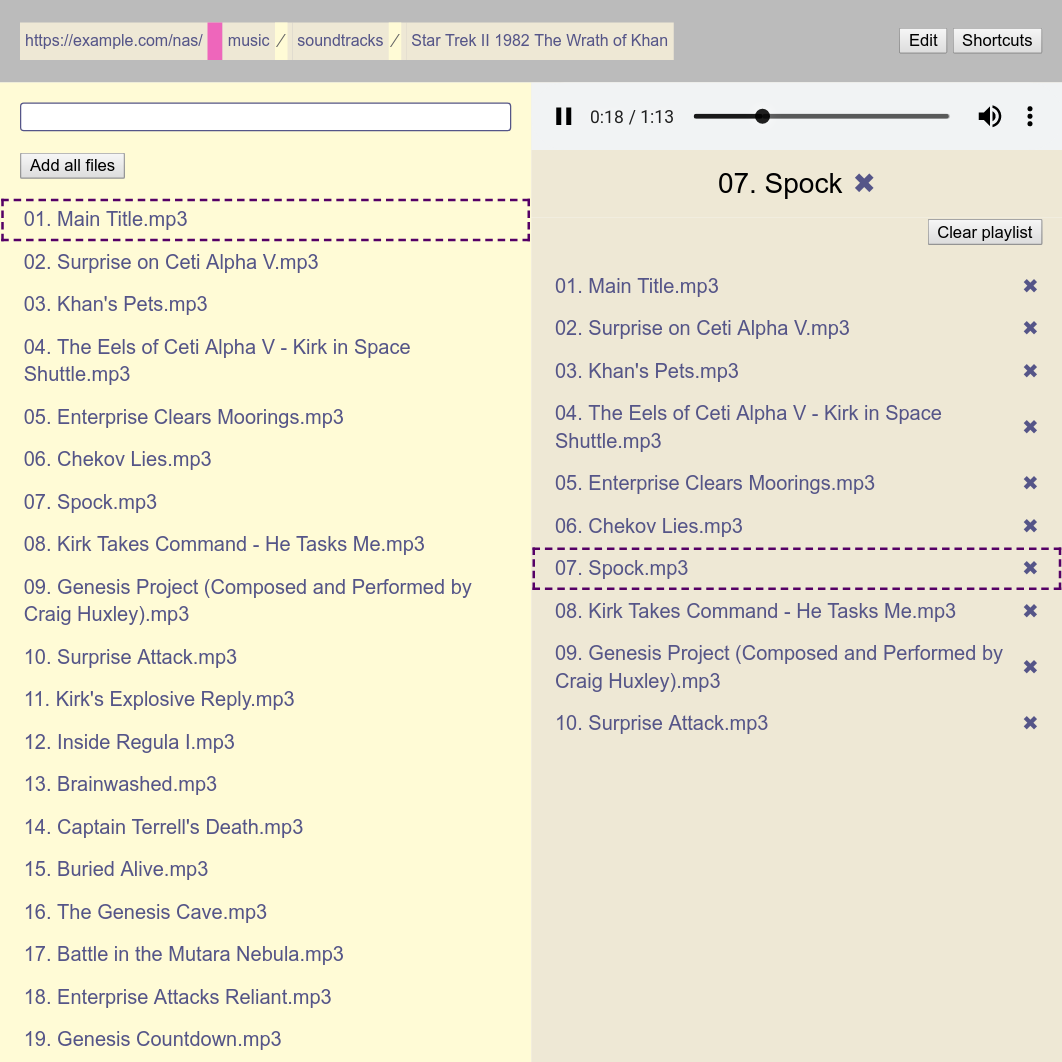 https://example.com/nas/ music / soundtracks / Star Trek II 1982 The Wrath of Khan
Edit
Shortcuts
Add all files
01. Main Title.mp3
02. Surprise on Ceti Alpha V.mp3
03. Khan's Pets.mp3
04. The Eels of Ceti Alpha V - Kirk in Space
Shuttle.mp3
05. Enterprise Clears Moorings.mp3
06. Chekov Lies.mp3
07. Spock.mp3
08. Kirk Takes Command - He Tasks Me.mp3
09. Genesis Project (Composed and Performed by
Craig Huxley).mp3
10. Surprise Attack.mp3
11. Kirk's Explosive Reply.mp3
12. Inside Regula I.mp3
13. Brainwashed.mp3
14. Captain Terrell's Death.mp3
15. Buried Alive.mp3
16. The Genesis Cave.mp3
17. Battle in the Mutara Nebula.mp3
18. Enterprise Attacks Reliant.mp3
19. Genesis Countdown.mp3
0:18 / 1:13
07. Spock ✖
Clear playlist
01. Main Title.mp3 ✖
02. Surprise on Ceti Alpha V.mp3 ✖
03. Khan's Pets.mp3 ✖
04. The Eels of Ceti Alpha V - Kirk in Space
Shuttle.mp3 ✖
05. Enterprise Clears Moorings.mp3 ✖
06. Chekov Lies.mp3 ✖
07. Spock.mp3 ✖
08. Kirk Takes Command - He Tasks Me.mp3 ✖
09. Genesis Project (Composed and Performed by
Craig Huxley).mp3 ✖
10. Surprise Attack.mp3 ✖